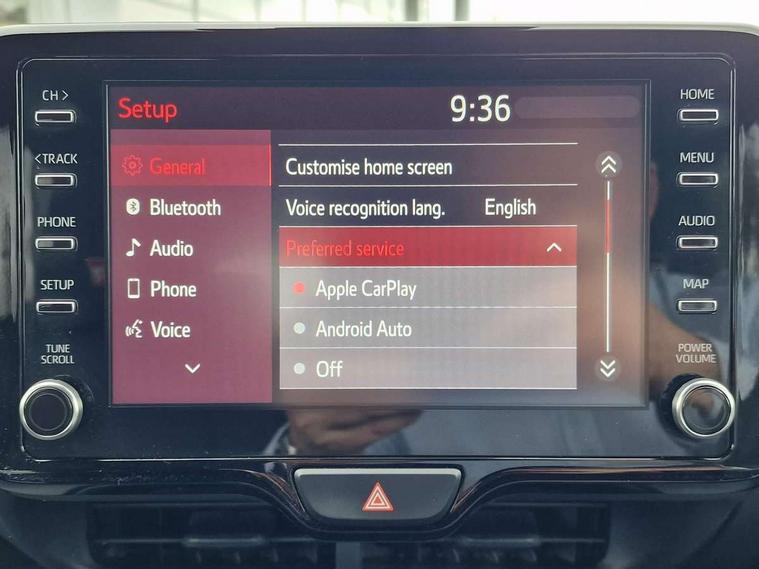 CH >
<TRACK
PHONE
SETUP
TUNE
SCROLL
Setup
9:36
General
Bluetooth
Audio
Phone
Voice
Customise home screen
Voice recognition lang. English
Preferred service
Apple CarPlay
Android Auto
Off
HOME
MENU
AUDIO
MAP
POWER
VOLUME